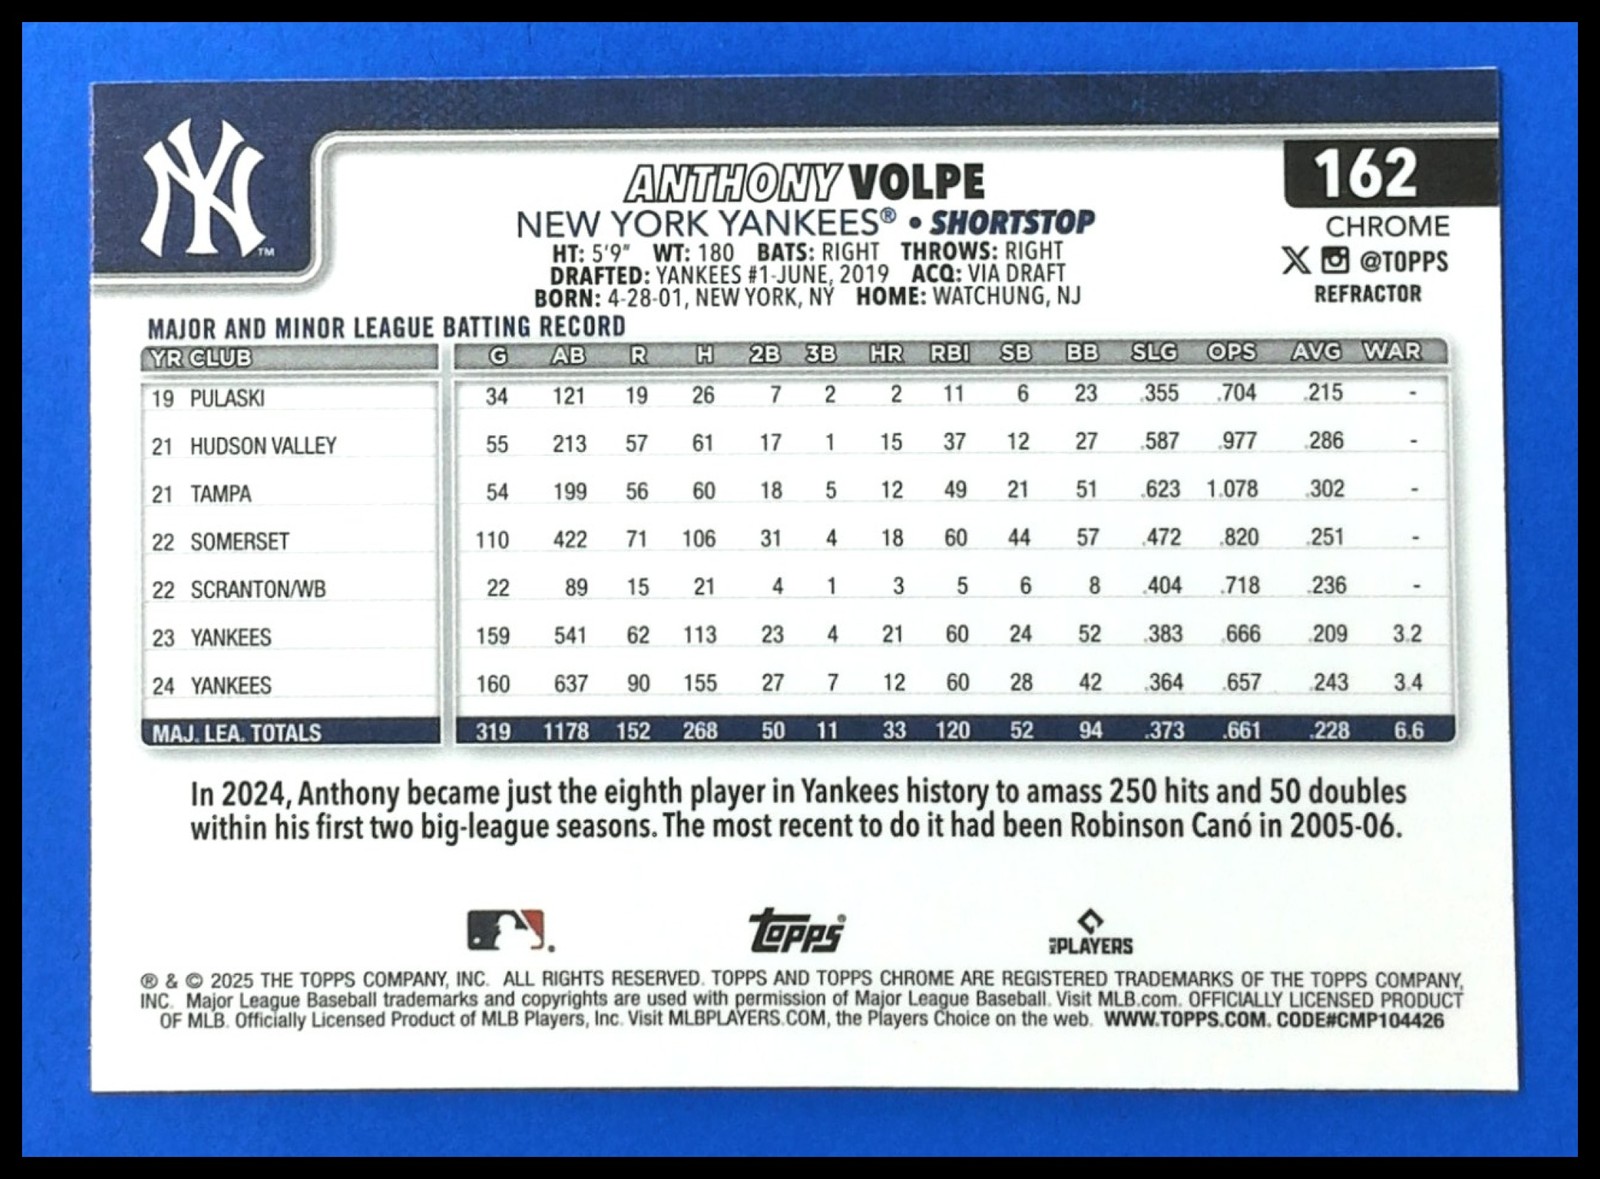 NY
TM
ANTHONY VOLPE
NEW YORK YANKEES® • SHORTSTOP
HT: 5'9" WT: 180 BATS: RIGHT THROWS: RIGHT
DRAFTED: YANKEES #1-JUNE, 2019 ACQ: VIA DRAFT
BORN: 4-28-01, NEW YORK, NY HOME: WATCHUNG, NJ
162
CHROME
@TOPPS
REFRACTOR
MAJOR AND MINOR LEAGUE BATTING RECORD
YR CLUB G AB R H 2B 3B HR RBI SB BB SLG OPS AVG WAR
19 PULASKI 34 121 19 26 7 2 2 11 6 23 .355 .704 .215 -
21 HUDSON VALLEY 55 213 57 61 17 1 15 37 12 27 .587 .977 .286 -
21 TAMPA 54 199 56 60 18 5 12 49 21 51 .623 1.078 .302 -
22 SOMERSET 110 422 71 106 31 4 18 60 44 57 .472 .820 .251 -
22 SCRANTON/WB 22 89 15 21 4 1 3 5 6 8 .404 .718 .236 -
23 YANKEES 159 541 62 113 23 4 21 60 24 52 .383 .666 .209 3.2
24 YANKEES 160 637 90 155 27 7 12 60 28 42 .364 .657 .243 3.4
MAJ. LEA. TOTALS 319 1178 152 268 50 11 33 120 52 94 .373 .661 .228 6.6
In 2024, Anthony became just the eighth player in Yankees history to amass 250 hits and 50 doubles
within his first two big-league seasons. The most recent to do it had been Robinson Canó in 2005-06.
Topps®
MLB PLAYERS
® & © 2025 THE TOPPS COMPANY, INC. ALL RIGHTS RESERVED. TOPPS AND TOPPS CHROME ARE REGISTERED TRADEMARKS OF THE TOPPS COMPANY,
INC. Major League Baseball trademarks and copyrights are used with permission of Major League Baseball. Visit MLB.com. OFFICIALLY LICENSED PRODUCT
OF MLB. Officially Licensed Product of MLB Players, Inc. Visit MLBPLAYERS.COM, the Players Choice on the web. WWW.TOPPS.COM. CODE#CMP104426